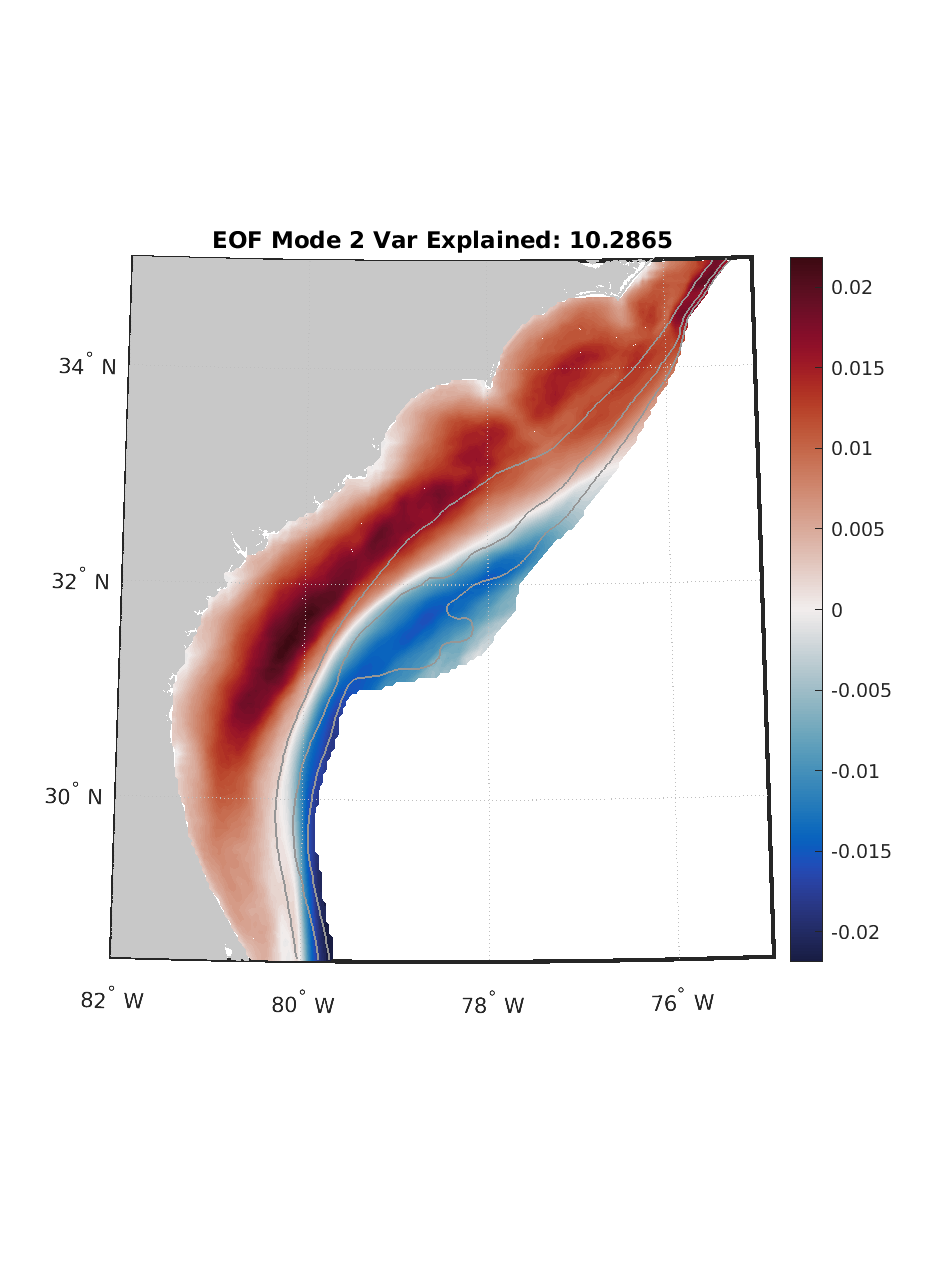 EOF Mode 2 Var Explained: 10.2865
34° N
32° N
30° N
82° W
80° W
78° W
76° W
0.02
0.015
0.01
0.005
0
-0.005
-0.01
-0.015
-0.02